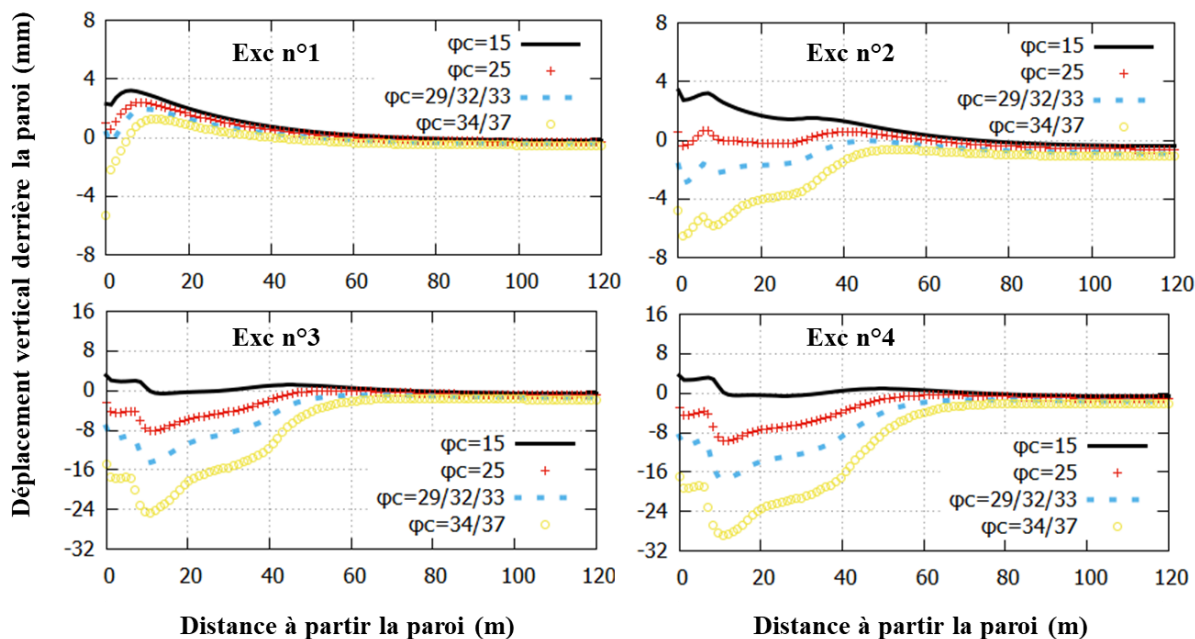 Déplacement vertical derrière la paroi (mm)
Exc n°1
φc=15
φc=25
φc=29/32/33
φc=34/37
8
4
0
-4
-8
0 20 40 60 80 100 120
Exc n°2
φc=15
φc=25
φc=29/32/33
φc=34/37
8
4
0
-4
-8
0 20 40 60 80 100 120
Exc n°3
φc=15
φc=25
φc=29/32/33
φc=34/37
16
8
0
-8
-16
-24
-32
0 20 40 60 80 100 120
Exc n°4
φc=15
φc=25
φc=29/32/33
φc=34/37
16
8
0
-8
-16
-24
-32
0 20 40 60 80 100 120
Distance à partir la paroi (m)
Distance à partir la paroi (m)